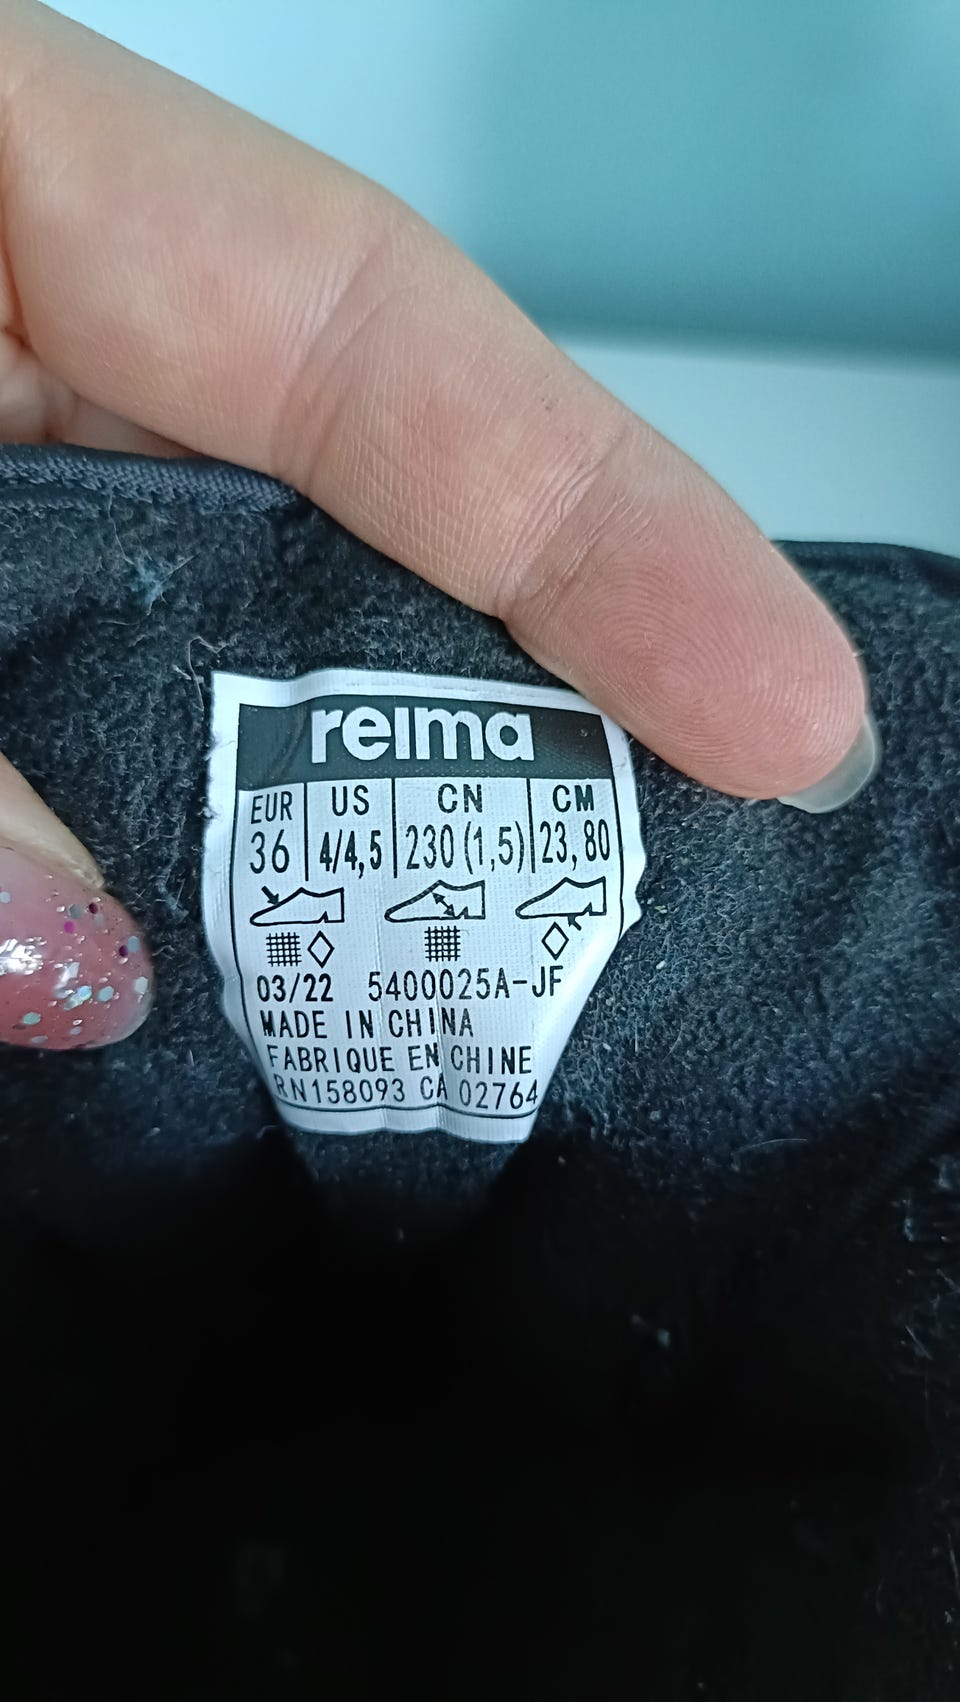 reima
EUR US CN CM
36 4/4,5 230(1,5) 23,80
03/22 5400025A-JF
MADE IN CHINA
FABRIQUE EN CHINE
RN158093 CA 02764